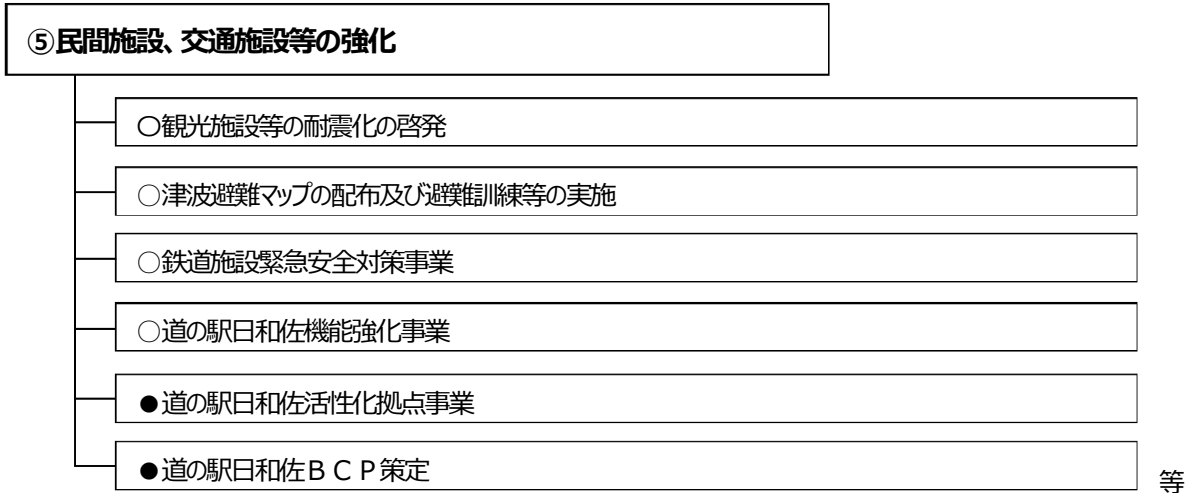 ⑤民間施設、交通施設等の強化
〇観光施設等の耐震化の啓発
○津波避難マップの配布及び避難訓練等の実施
○鉄道施設緊急安全対策事業
○道の駅日和佐機能強化事業
●道の駅日和佐活性化拠点事業
●道の駅日和佐ＢＣＰ策定
等